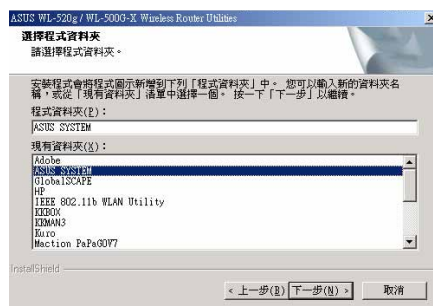 ASUS WL-520g / WL-500G-X Wireless Router Utilities
選擇程式資料夾
請選擇程式資料夾。
安裝程式會將程式圖示新增到下列「程式資料夾」中。 您可以輸入新的資料夾名
稱，或從「現有資料夾」清單中選擇一個。 按一下「下一步」以繼續。
程式資料夾(P)：
ASUS SYSTEM
現有資料夾(X)：
Adobe
ASUS SYSTEM
GlobalSCAPE
HP
IEEE 802.11b WLAN Utility
KKBOX
KKMAN3
Kuro
Maction PaPaGOV7
InstallShield
< 上一步(B)
下一步(N) >
取消